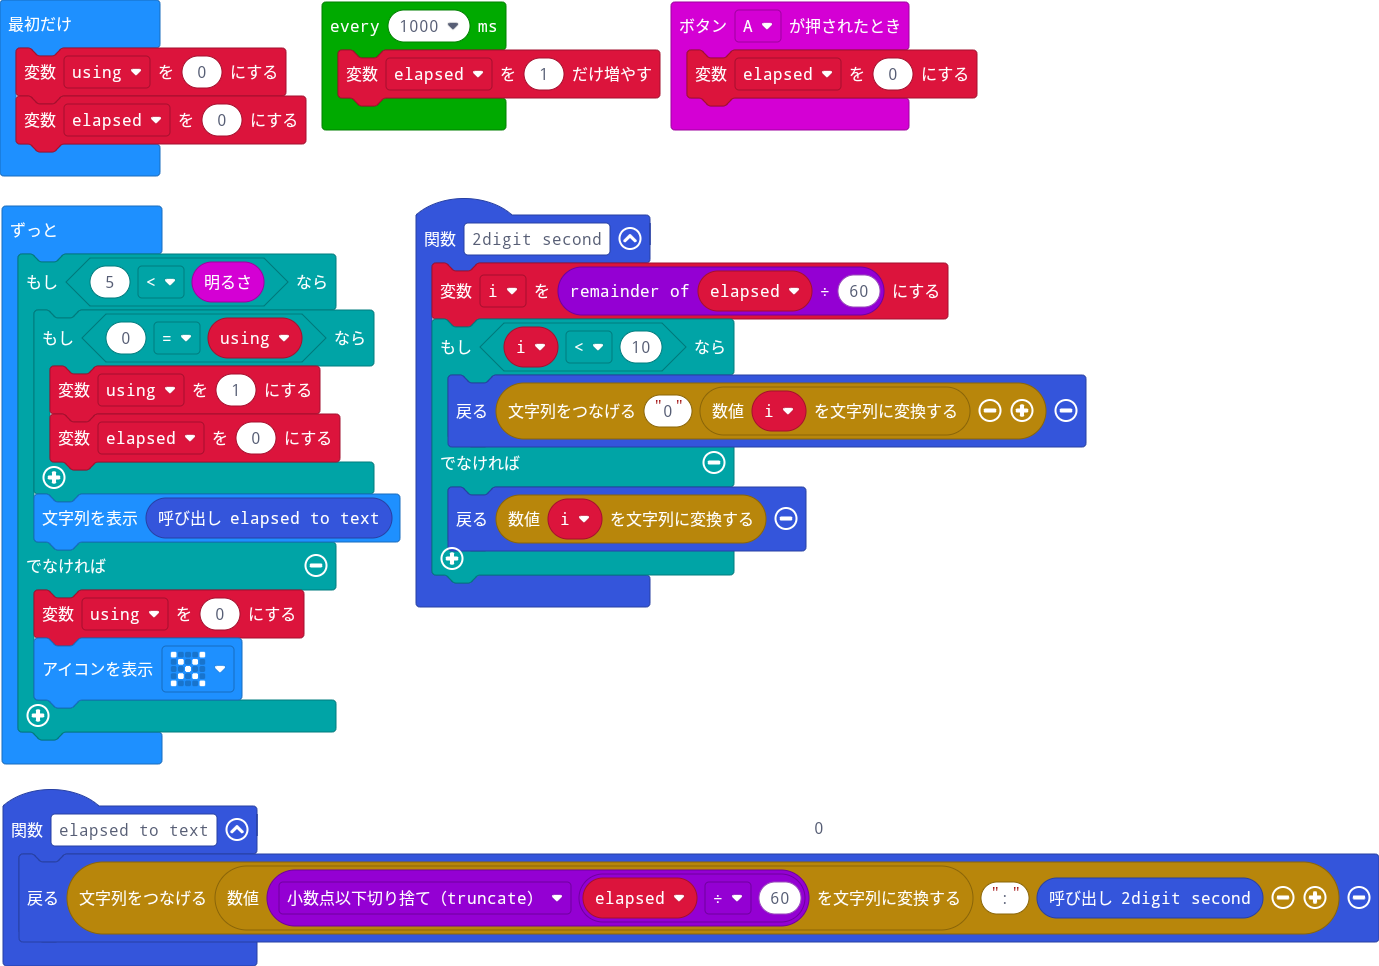 最初だけ
変数 using を 0 にする
変数 elapsed を 0 にする
every 1000 ms
変数 elapsed を 1 だけ増やす
ボタン A が押されたとき
変数 elapsed を 0 にする
ずっと
もし 5 < 明るさ なら
もし 0 = using なら
変数 using を 1 にする
変数 elapsed を 0 にする
文字列を表示 呼び出し elapsed to text
でなければ
変数 using を 0 にする
アイコンを表示
関数 2digit second
変数 i を remainder of elapsed ÷ 60 にする
もし i < 10 なら
戻る 文字列をつなげる "0" 数値 i を文字列に変換する
でなければ
戻る 数値 i を文字列に変換する
関数 elapsed to text
0
戻る 文字列をつなげる 数値 小数点以下切り捨て（truncate） elapsed ÷ 60 を文字列に変換する ":" 呼び出し 2digit second